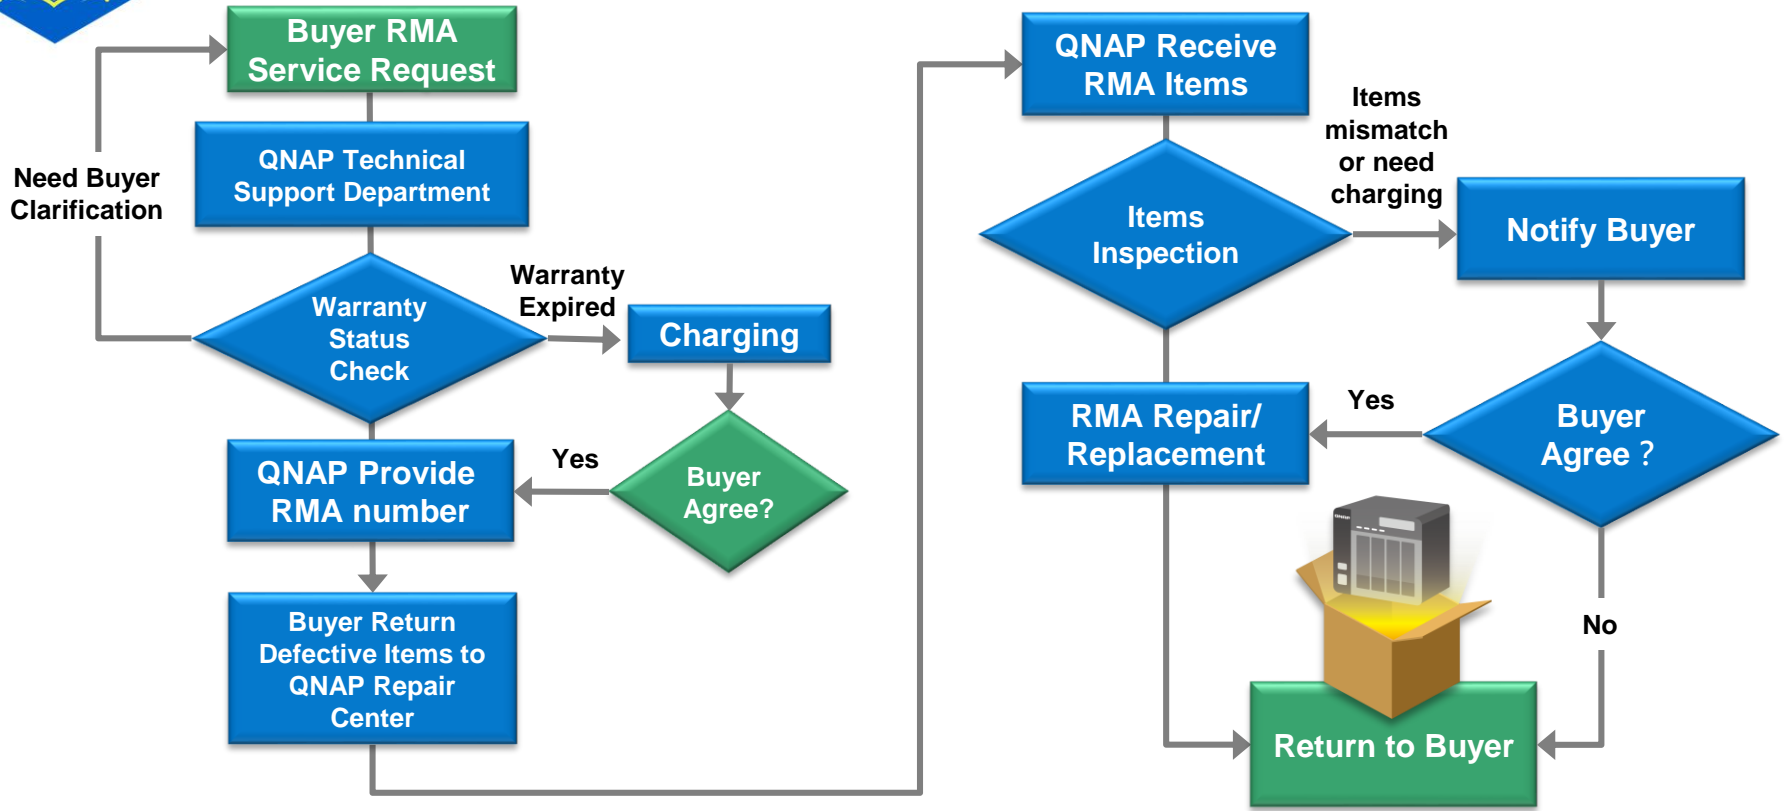 Buyer RMA
Service Request
QNAP Technical
Support Department
Need Buyer
Clarification
Warranty
Status
Check
Warranty
Expired
Charging
Buyer
Agree?
Yes
QNAP Provide
RMA number
Buyer Return
Defective Items to
QNAP Repair
Center
QNAP Receive
RMA Items
Items
Inspection
Items
mismatch
or need
charging
Notify Buyer
Buyer
Agree？
Yes
RMA Repair/
Replacement
No
Return to Buyer